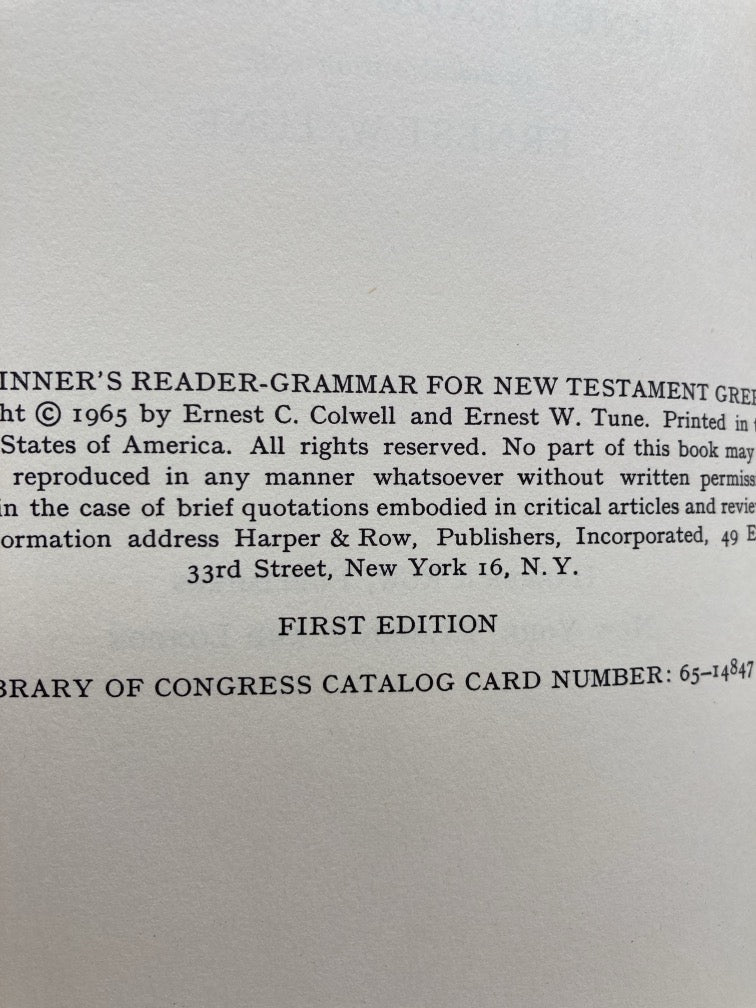 INNER'S READER-GRAMMAR FOR NEW TESTAMENT GREE
ht © 1965 by Ernest C. Colwell and Ernest W. Tune. Printed in t
States of America. All rights reserved. No part of this book may
reproduced in any manner whatsoever without written permiss
in the case of brief quotations embodied in critical articles and revie
ormation address Harper & Row, Publishers, Incorporated, 49 E
33rd Street, New York 16, N.Y.
FIRST EDITION
BRARY OF CONGRESS CATALOG CARD NUMBER: 65-14847